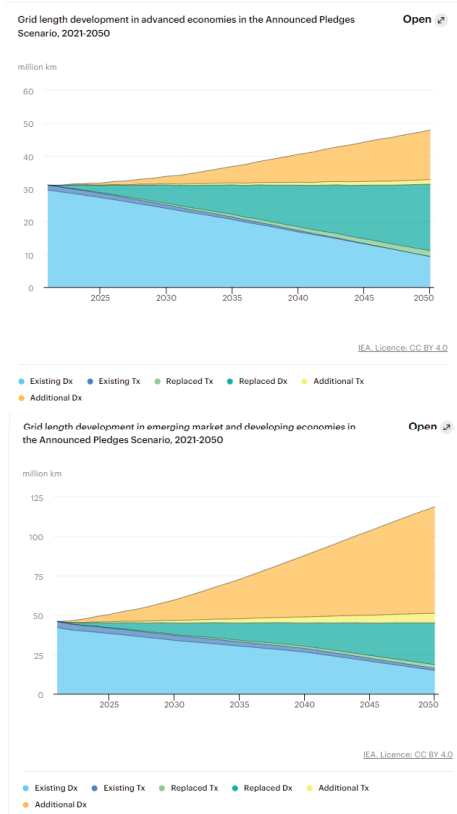 Grid length development in advanced economies in the Announced Pledges Open
Scenario, 2021-2050
million km
60
50
40
30
20
10
0
2025 2030 2035 2040 2045 2050
IEA. Licence: CC BY 4.0
Existing Dx Existing Tx Replaced Tx Replaced Dx Additional Tx
Additional Dx
Grid length development in emerging market and developing economies in Open
the Announced Pledges Scenario, 2021-2050
million km
125
100
75
50
25
0
2025 2030 2035 2040 2045 2050
IEA. Licence: CC BY 4.0
Existing Dx Existing Tx Replaced Tx Replaced Dx Additional Tx
Additional Dx